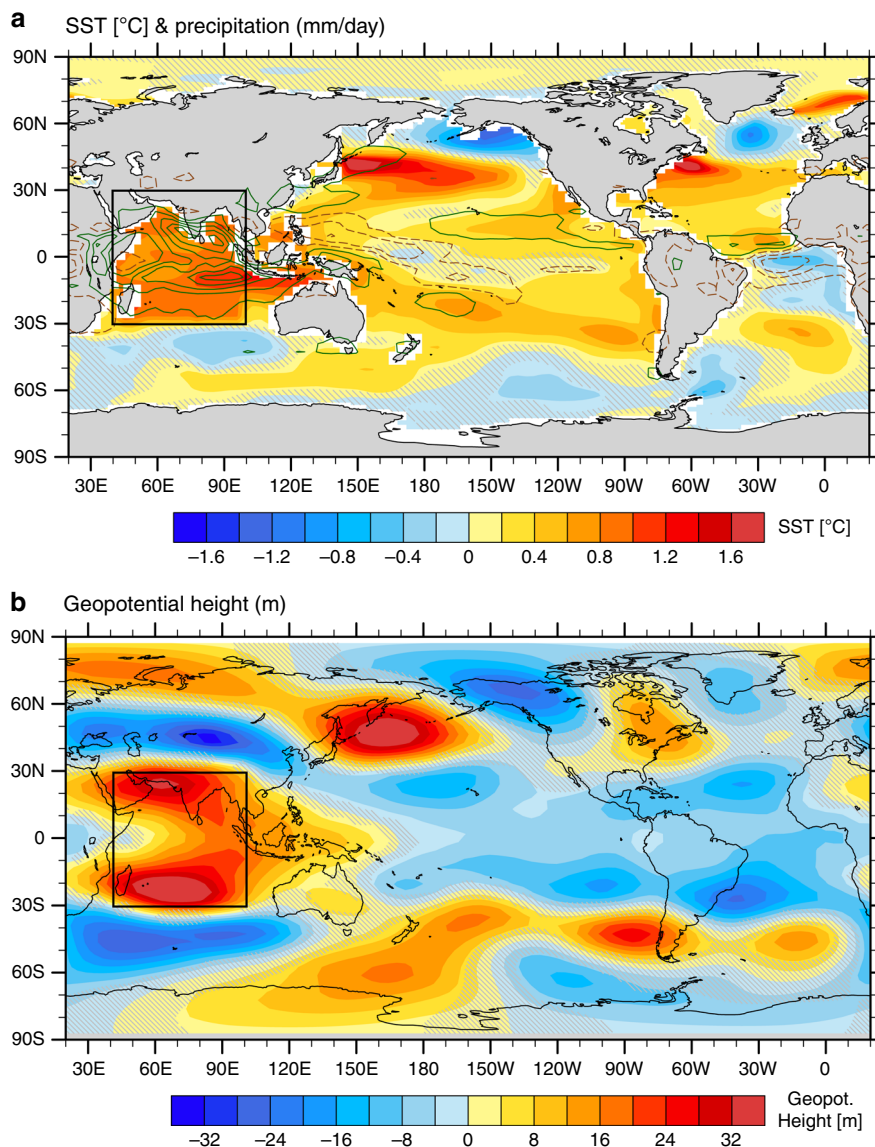 a SST [°C] & precipitation (mm/day)
90N
60N
30N
0
30S
60S
90S
30E 60E 90E 120E 150E 180E 150W 120W 90W 60W 30W 0
−1.6 −1.2 −0.8 −0.4 0 0.4 0.8 1.2 1.6 SST [°C]
b Geopotential height (m)
90N
60N
30N
0
30S
60S
90S
30E 60E 90E 120E 150E 180E 150W 120W 90W 60W 30W 0
−32 −24 −16 −8 0 8 16 24 32
Geopot.
Height [m]